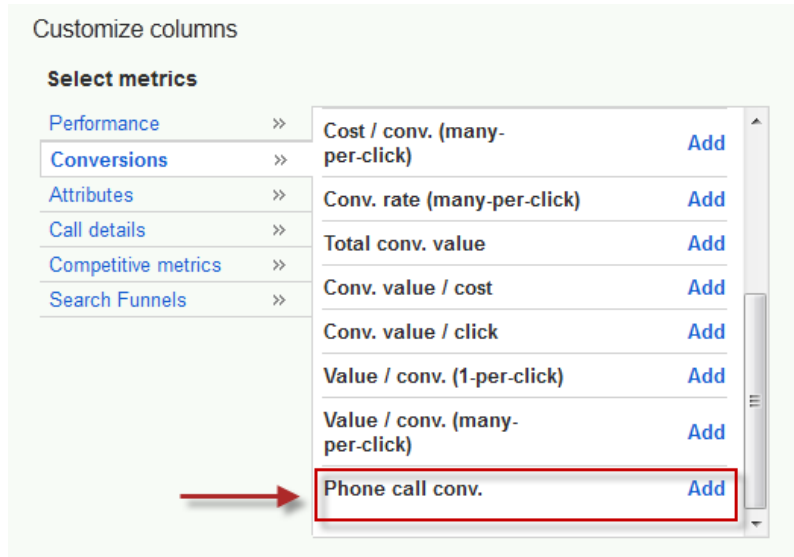 Customize columns
Select metrics
Performance »
Conversions »
Attributes »
Call details »
Competitive metrics »
Search Funnels »
Cost / conv. (many-
per-click) Add
Conv. rate (many-per-click) Add
Total conv. value Add
Conv. value / cost Add
Conv. value / click Add
Value / conv. (1-per-click) Add
Value / conv. (many-
per-click) Add
Phone call conv. Add